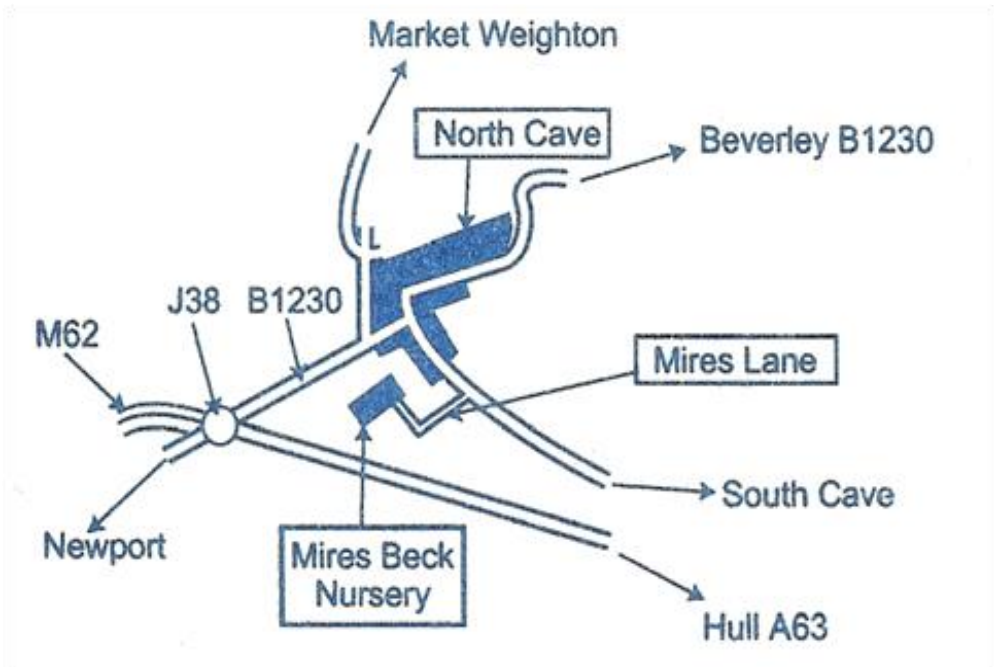 Market Weighton
North Cave
Beverley B1230
J38
B1230
M62
Mires Lane
South Cave
Newport
Mires Beck
Nursery
Hull A63